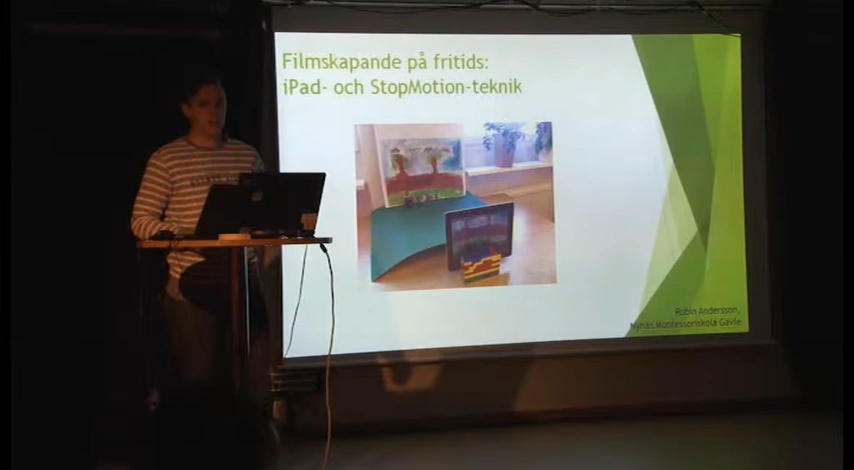 Filmskapande på fritids:
iPad- och StopMotion-teknik
Robin Andersson,
Nynäs Montessoriskola Gävle